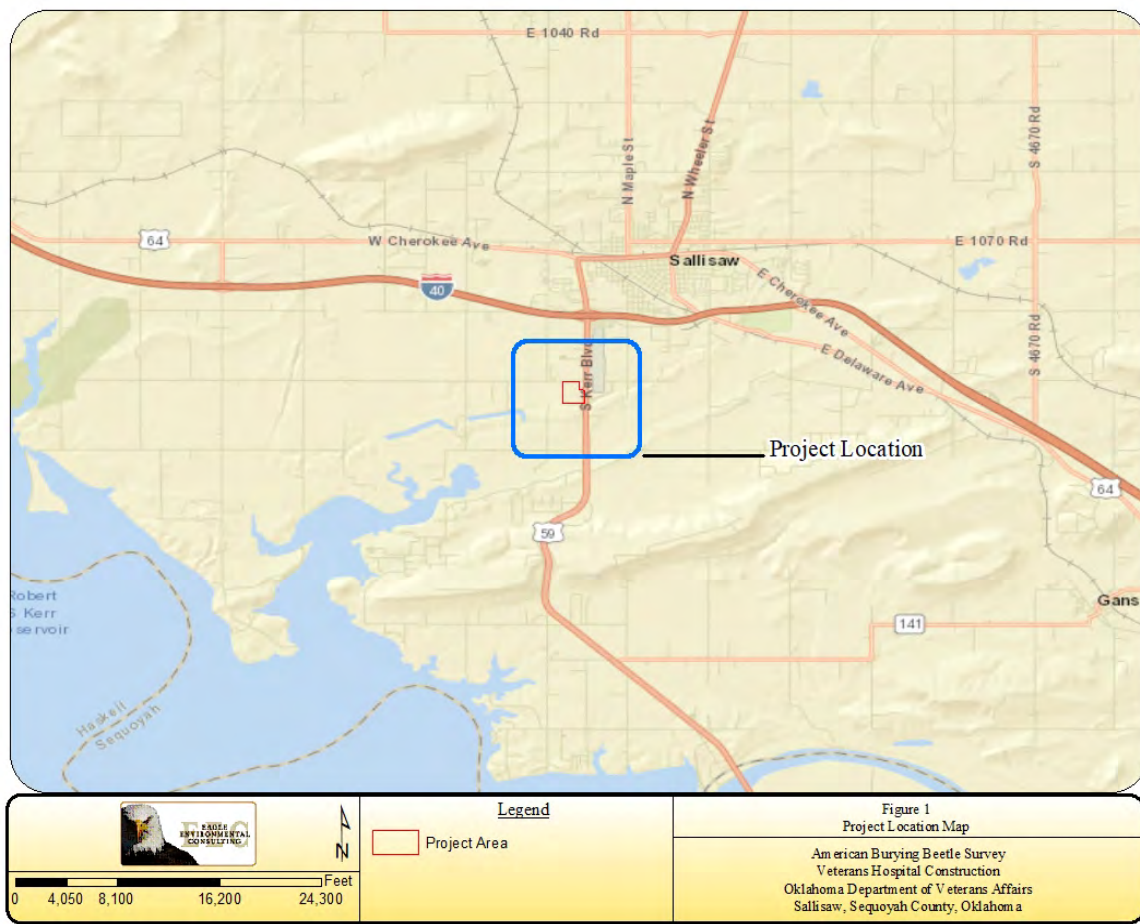 E 1040 Rd
N Maple St
N Wheeler St
S 4670 Rd
64
W Cherokee Ave
E 1070 Rd
Sallisaw
40
E Cherokee Ave
E Delaware Ave
S 4670 Rd
S Kerr Blvd
Project Location
64
59
Robert
S Kerr
eservoir
Gans
141
Haskell
Sequoyah
EAGLE
ENVIRONMENTAL
CONSULTING
EEC
N
Feet
0 4,050 8,100 16,200 24,300
Legend
Project Area
Figure 1
Project Location Map
American Burying Beetle Survey
Veterans Hospital Construction
Oklahoma Department of Veterans Affairs
Sallisaw, Sequoyah County, Oklahoma